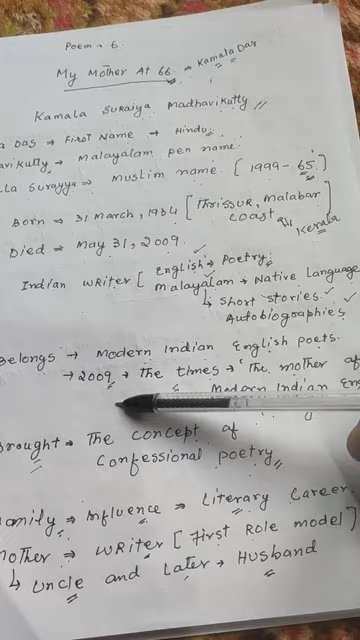 Poem → 6.
My Mother At 66. → Kamala Das
Kamala Suraiya Madhavikutty
a Das → First Name → Hindu
avikutty → Malayalam pen name.
la Surayya → Muslim name. [ 1999 - 65 ]
Born → 31 March, 1934 [ Thrissur, Malabar Coast, Kerala
Died → May 31, 2009.
Indian Writer [ English → Poetry.
Malayalam → Native Language
↳ Short stories.
Autobiographies
Belongs → Modern Indian English poets.
→ 2009 → The times → 'The mother of
Modern Indian Eng
brought → The concept of
Confessional poetry
amily → Influence → Literary Career
mother → Writer [ First Role model ]
↳ Uncle and Later → Husband